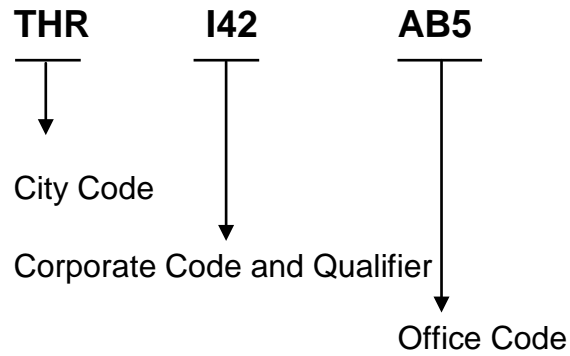 THR I42 AB5
City Code
Corporate Code and Qualifier
Office Code